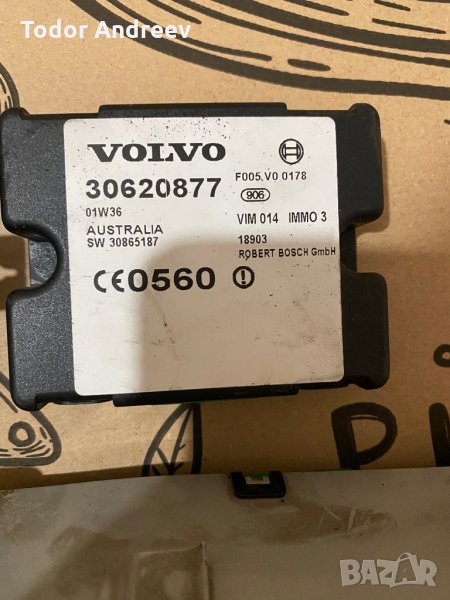 Todor Andreev
VOLVO
F005.V0 0178
30620877
906
01W36
VIM 014 IMMO 3
AUSTRALIA
18903
SW 30865187
ROBERT BOSCH GmbH
CE0560
BAZAR